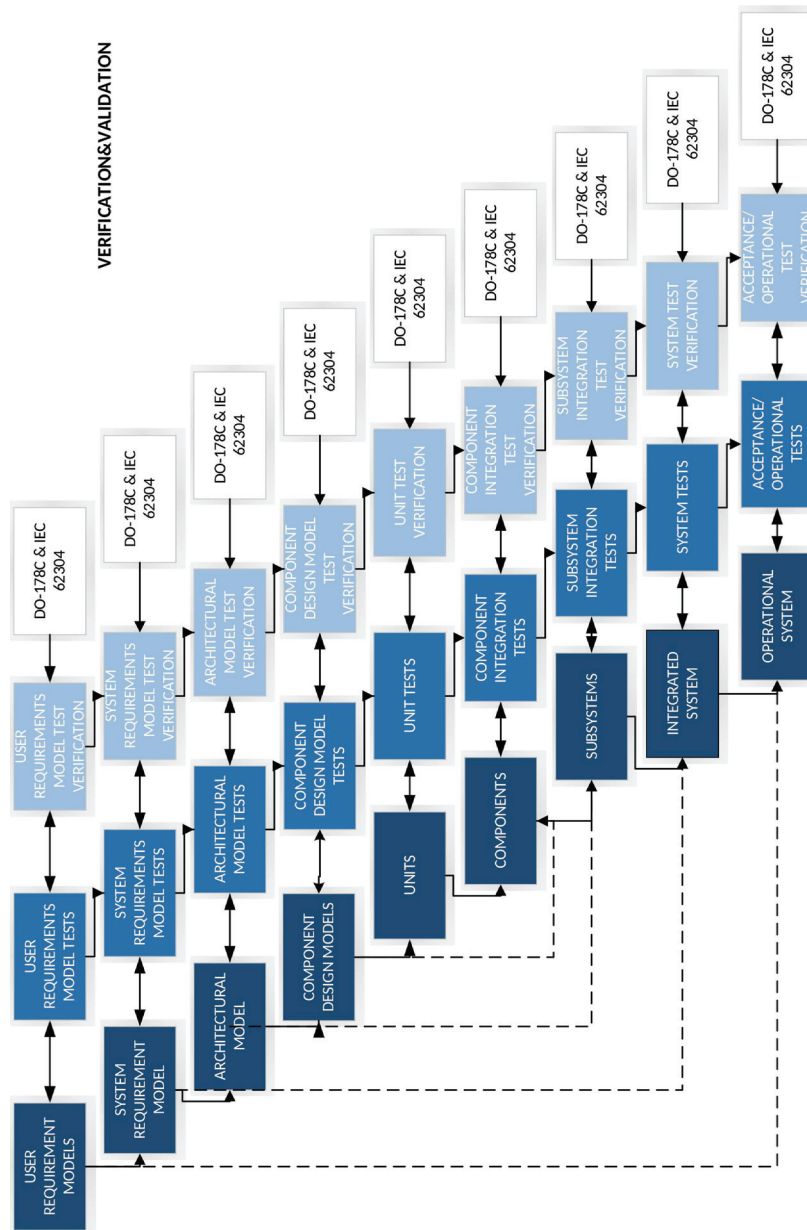 VERIFICATION&VALIDATION
USER
REQUIREMENT
MODELS
USER
REQUIREMENTS
MODEL TESTS
USER
REQUIREMENTS
MODEL TEST
VERIFICATION
DO-178C & IEC
62304
SYSTEM
REQUIREMENT
MODEL
SYSTEM
REQUIREMENTS
MODEL TESTS
SYSTEM
REQUIREMENTS
MODEL TEST
VERIFICATION
DO-178C & IEC
62304
ARCHITECTURAL
MODEL
ARCHITECTURAL
MODEL TESTS
ARCHITECTURAL
MODEL TEST
VERIFICATION
DO-178C & IEC
62304
COMPONENT
DESIGN MODELS
COMPONENT
DESIGN MODEL
TESTS
COMPONENT
DESIGN MODEL
TEST
VERIFICATION
DO-178C & IEC
62304
UNITS
UNIT TESTS
UNIT TEST
VERIFICATION
DO-178C & IEC
62304
COMPONENTS
COMPONENT
INTEGRATION
TESTS
COMPONENT
INTEGRATION
TEST
VERIFICATION
DO-178C & IEC
62304
SUBSYSTEMS
SUBSYSTEM
INTEGRATION
TESTS
SUBSYSTEM
INTEGRATION
TEST
VERIFICATION
DO-178C & IEC
62304
INTEGRATED
SYSTEM
SYSTEM TESTS
SYSTEM TEST
VERIFICATION
DO-178C & IEC
62304
OPERATIONAL
SYSTEM
ACCEPTANCE/
OPERATIONAL
TESTS
ACCEPTANCE/
OPERATIONAL
TEST
VERIFICATION
DO-178C & IEC
62304